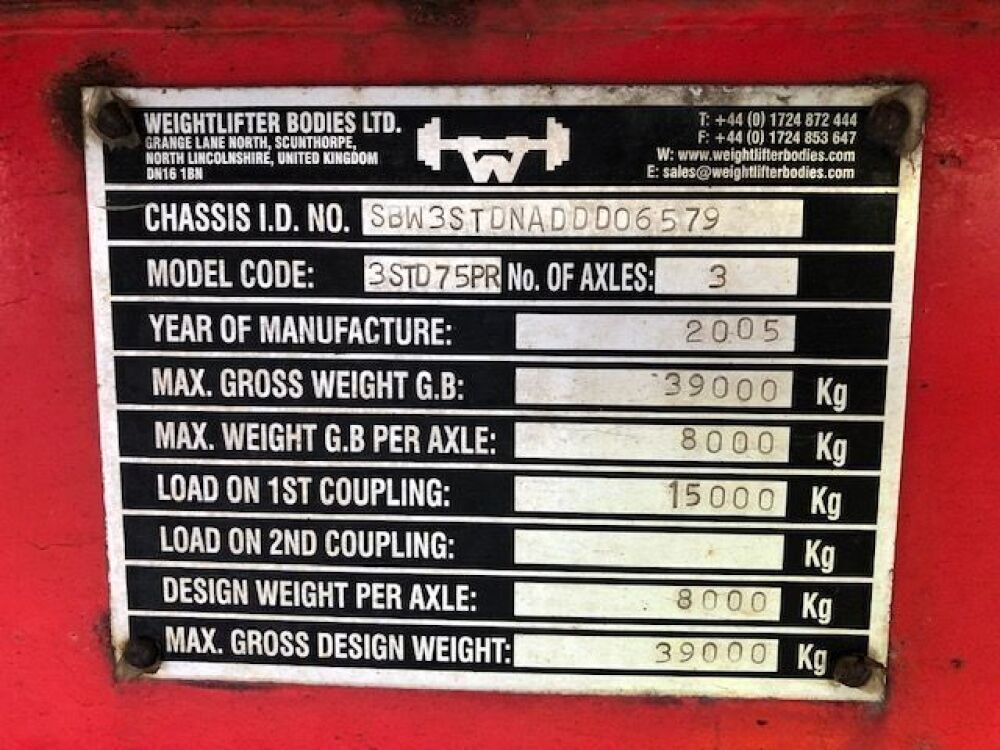 WEIGHTLIFTER BODIES LTD.
GRANGE LANE NORTH, SCUNTHORPE,
NORTH LINCOLNSHIRE, UNITED KINGDOM
DN16 1BN
W
T: +44 (0) 1724 872 444
F: +44 (0) 1724 853 647
W: www.weightlifterbodies.com
E: sales@weightlifterbodies.com
CHASSIS I.D. NO. SBW3STDNADDD06579
MODEL CODE: 3STD75PR No. OF AXLES: 3
YEAR OF MANUFACTURE: 2005
MAX. GROSS WEIGHT G.B: 39000 Kg
MAX. WEIGHT G.B PER AXLE: 8000 Kg
LOAD ON 1ST COUPLING: 15000 Kg
LOAD ON 2ND COUPLING: Kg
DESIGN WEIGHT PER AXLE: 8000 Kg
MAX. GROSS DESIGN WEIGHT: 39000 Kg